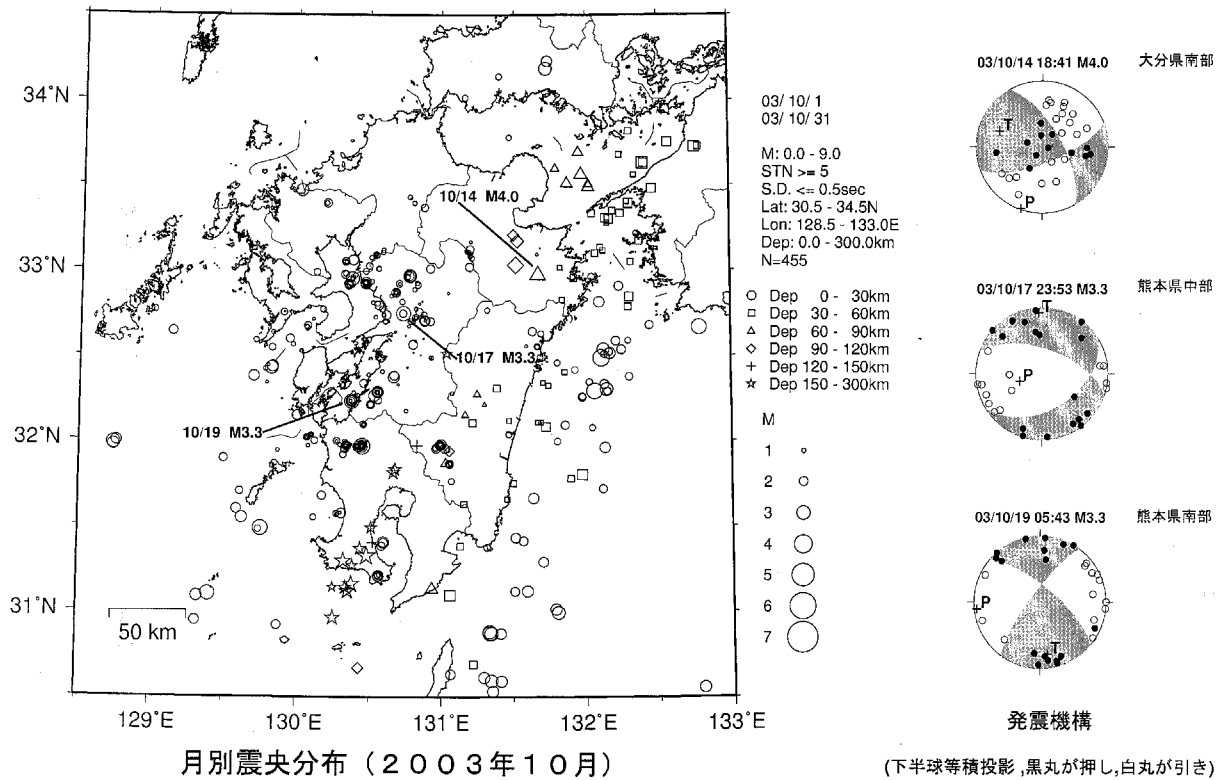 34°N
33°N
32°N
31°N
129°E
130°E
131°E
132°E
133°E
10/14 M4.0
10/17 M3.3
10/19 M3.3
50 km
月別震央分布（２００３年１０月）
03/ 10/ 1
03/ 10/ 31
M: 0.0 - 9.0
STN >= 5
S.D. <= 0.5sec
Lat: 30.5 - 34.5N
Lon: 128.5 - 133.0E
Dep: 0.0 - 300.0km
N=455
Dep 0 - 30km
Dep 30 - 60km
Dep 60 - 90km
Dep 90 - 120km
Dep 120 - 150km
Dep 150 - 300km
M
1
2
3
4
5
6
7
03/10/14 18:41 M4.0 大分県南部
T
P
03/10/17 23:53 M3.3 熊本県中部
T
P
03/10/19 05:43 M3.3 熊本県南部
P
T
発震機構
(下半球等積投影,黒丸が押し,白丸が引き)